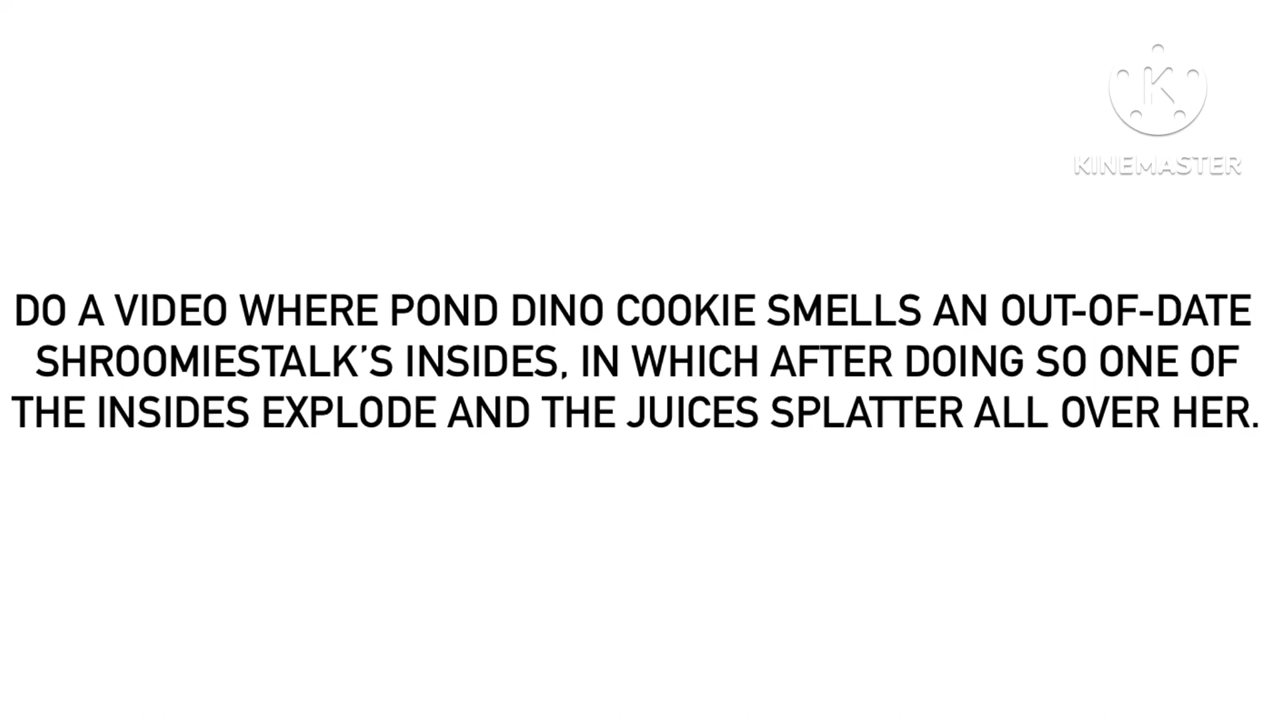 KINEMASTER
DO A VIDEO WHERE POND DINO COOKIE SMELLS AN OUT-OF-DATE
SHROOMIESTALK’S INSIDES, IN WHICH AFTER DOING SO ONE OF
THE INSIDES EXPLODE AND THE JUICES SPLATTER ALL OVER HER.